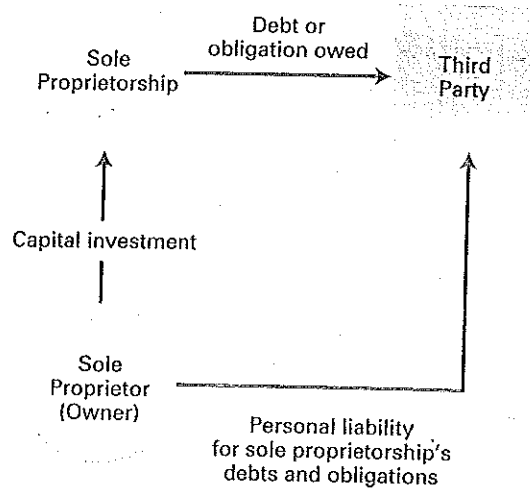 Debt or
obligation owed
Sole
Proprietorship
Third
Party
Capital investment
Sole
Proprietor
(Owner)
Personal liability
for sole proprietorship's
debts and obligations